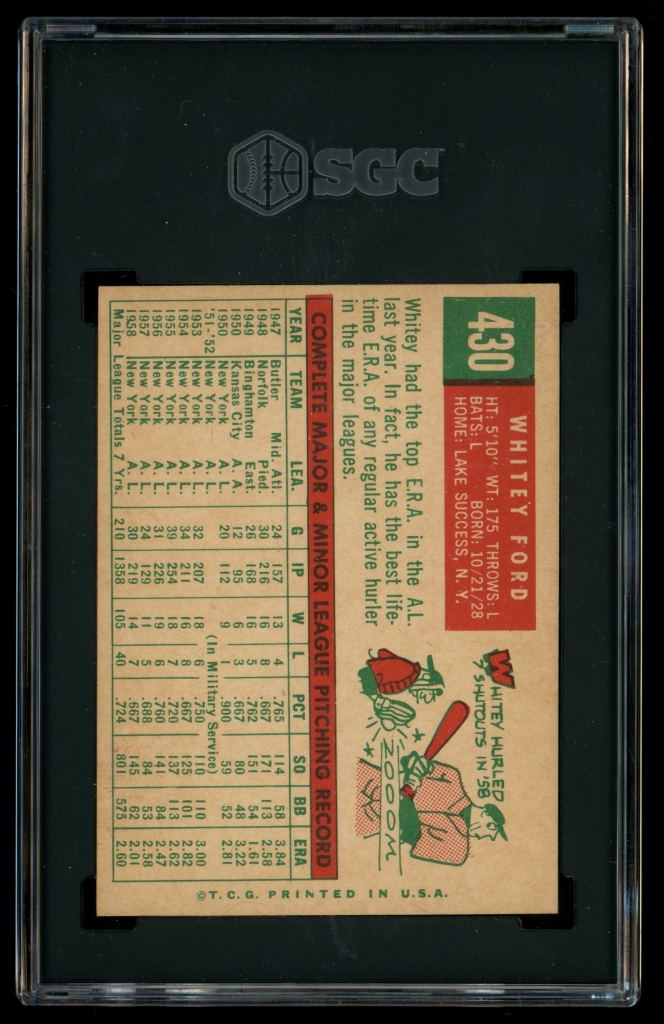 SGC
430
WHITEY FORD
HT: 5'10" WT: 175 THROWS: L
BATS: L BORN: 10/21/28
HOME: LAKE SUCCESS, N. Y.
Whitey had the top E.R.A. in the A.L.
last year. In fact, he has the best life-
time E.R.A. of any regular active hurler
in the major leagues.
WHITEY HURLED
7 SHUTOUTS IN '58
ZOOOM
COMPLETE MAJOR & MINOR LEAGUE PITCHING RECORD
YEAR TEAM LEA. G IP W L PCT SO BB ERA
1947 Butler Mid. Atl. 24 157 13 4 .765 114 58 3.84
1948 Norfolk Pied. 30 216 16 8 .667 171 113 2.58
1949 Binghamton East. 26 168 16 5 .762 151 54 1.61
1950 Kansas City A. A. 12 95 6 3 .667 80 48 3.22
1950 New York A. L. 20 112 9 1 .900 59 52 2.81
'51-'52 New York A. L. (In Military Service)
1953 New York A. L. 32 207 18 6 .750 110 110 3.00
1954 New York A. L. 34 211 16 8 .667 125 101 2.82
1955 New York A. L. 39 254 18 7 .720 137 113 2.62
1956 New York A. L. 31 226 19 6 .760 141 84 2.47
1957 New York A. L. 24 129 11 5 .688 84 53 2.58
1958 New York A. L. 30 219 14 7 .667 145 62 2.01
Major League Totals 7 Yrs. 210 1358 105 40 .724 801 575 2.60
©T. C. G. PRINTED IN U.S.A.